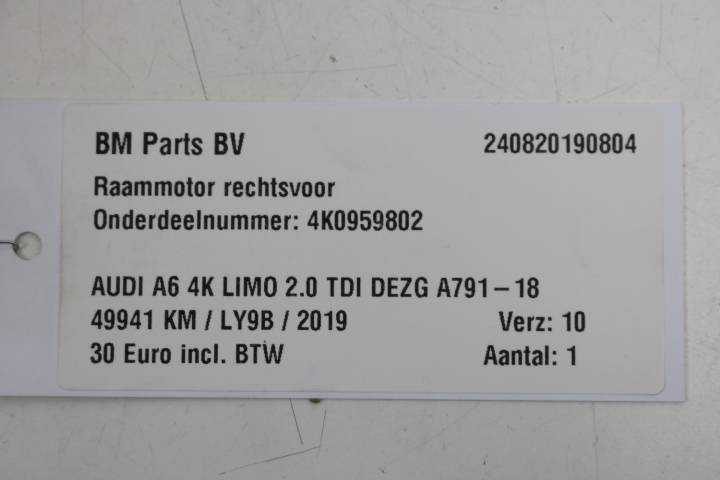 BM Parts BV 240820190804
Raammotor rechtsvoor
Onderdeelnummer: 4K0959802
AUDI A6 4K LIMO 2.0 TDI DEZG A791-18
49941 KM / LY9B / 2019 Verz: 10
30 Euro incl. BTW Aantal: 1